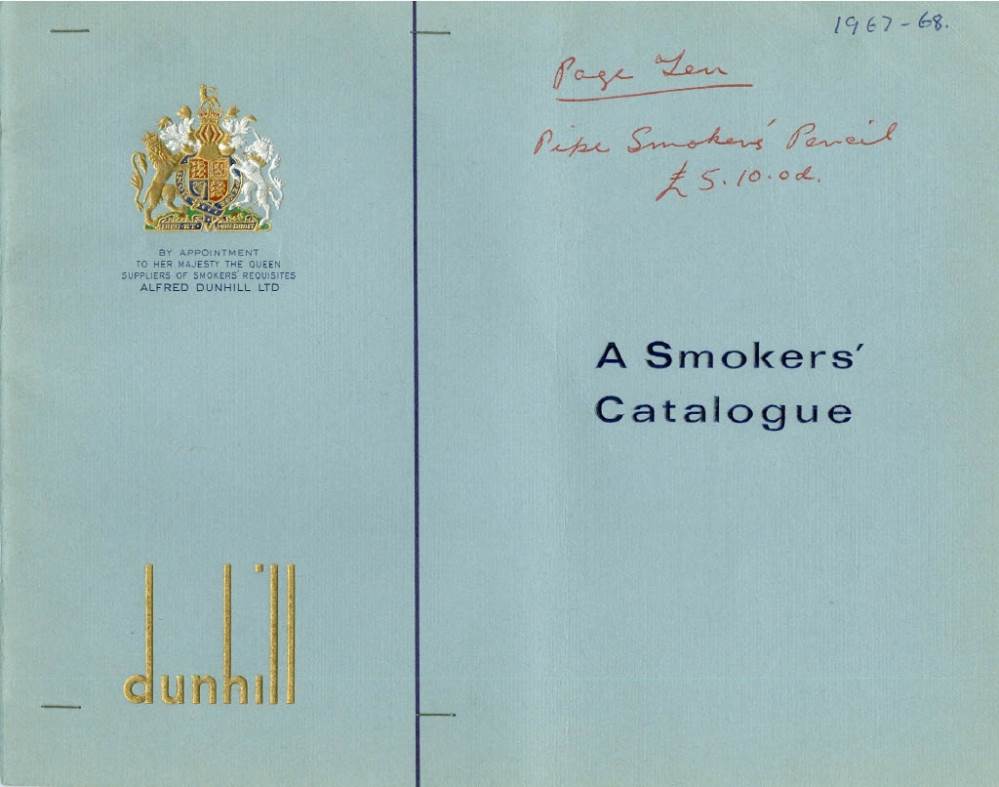 1967-68.
Page Ten
Pipe Smokers' Pencil
£5.10.0d.
BY APPOINTMENT
TO HER MAJESTY THE QUEEN
SUPPLIERS OF SMOKERS' REQUISITES
ALFRED DUNHILL LTD
A Smokers'
Catalogue
dunhill